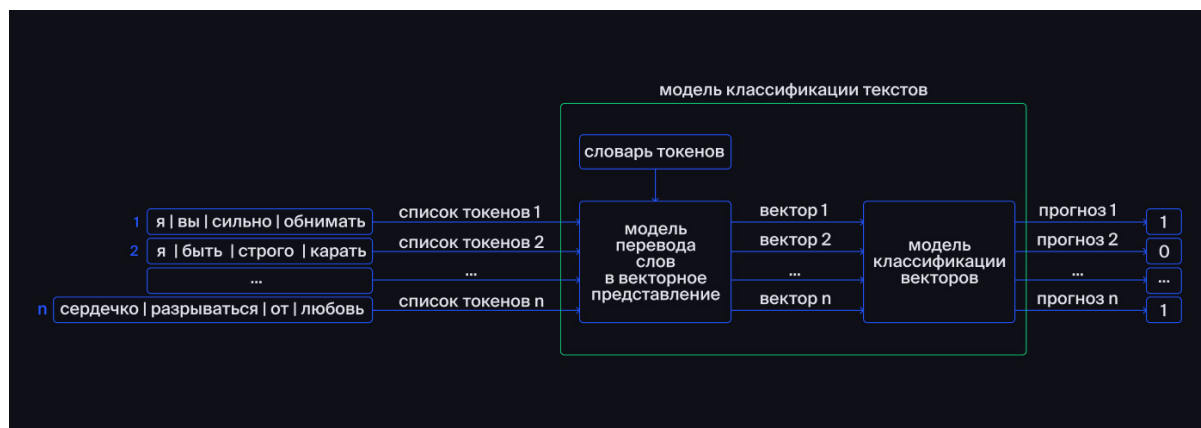 модель классификации текстов
словарь токенов
1 я | вы | сильно | обнимать
список токенов 1
2 я | быть | строго | карать
список токенов 2
...
...
n сердечко | разрываться | от | любовь
список токенов n
модель
перевода
слов
в векторное
представление
вектор 1
вектор 2
...
вектор n
модель
классификации
векторов
прогноз 1
1
прогноз 2
0
...
...
прогноз n
1